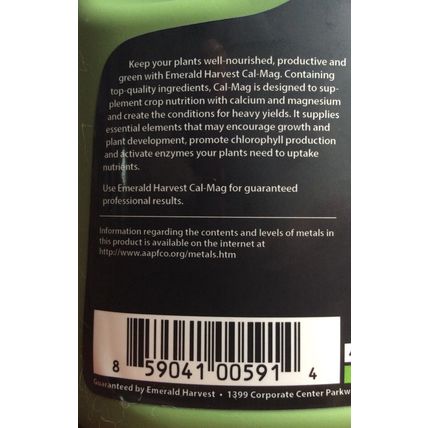 Keep your plants well-nourished, productive and
green with Emerald Harvest Cal-Mag. Containing
top-quality ingredients, Cal-Mag is designed to sup-
plement crop nutrition with calcium and magnesium
and create the conditions for heavy yields. It supplies
essential elements that may encourage growth and
plant development, promote chlorophyll production
and activate enzymes your plants need to uptake
nutrients.
Use Emerald Harvest Cal-Mag for guaranteed
professional results.
Information regarding the contents and levels of metals in
this product is available on the internet at
http://www.aapfco.org/metals.htm
8 59041 00591 4
Guaranteed by Emerald Harvest • 1399 Corporate Center Parkw